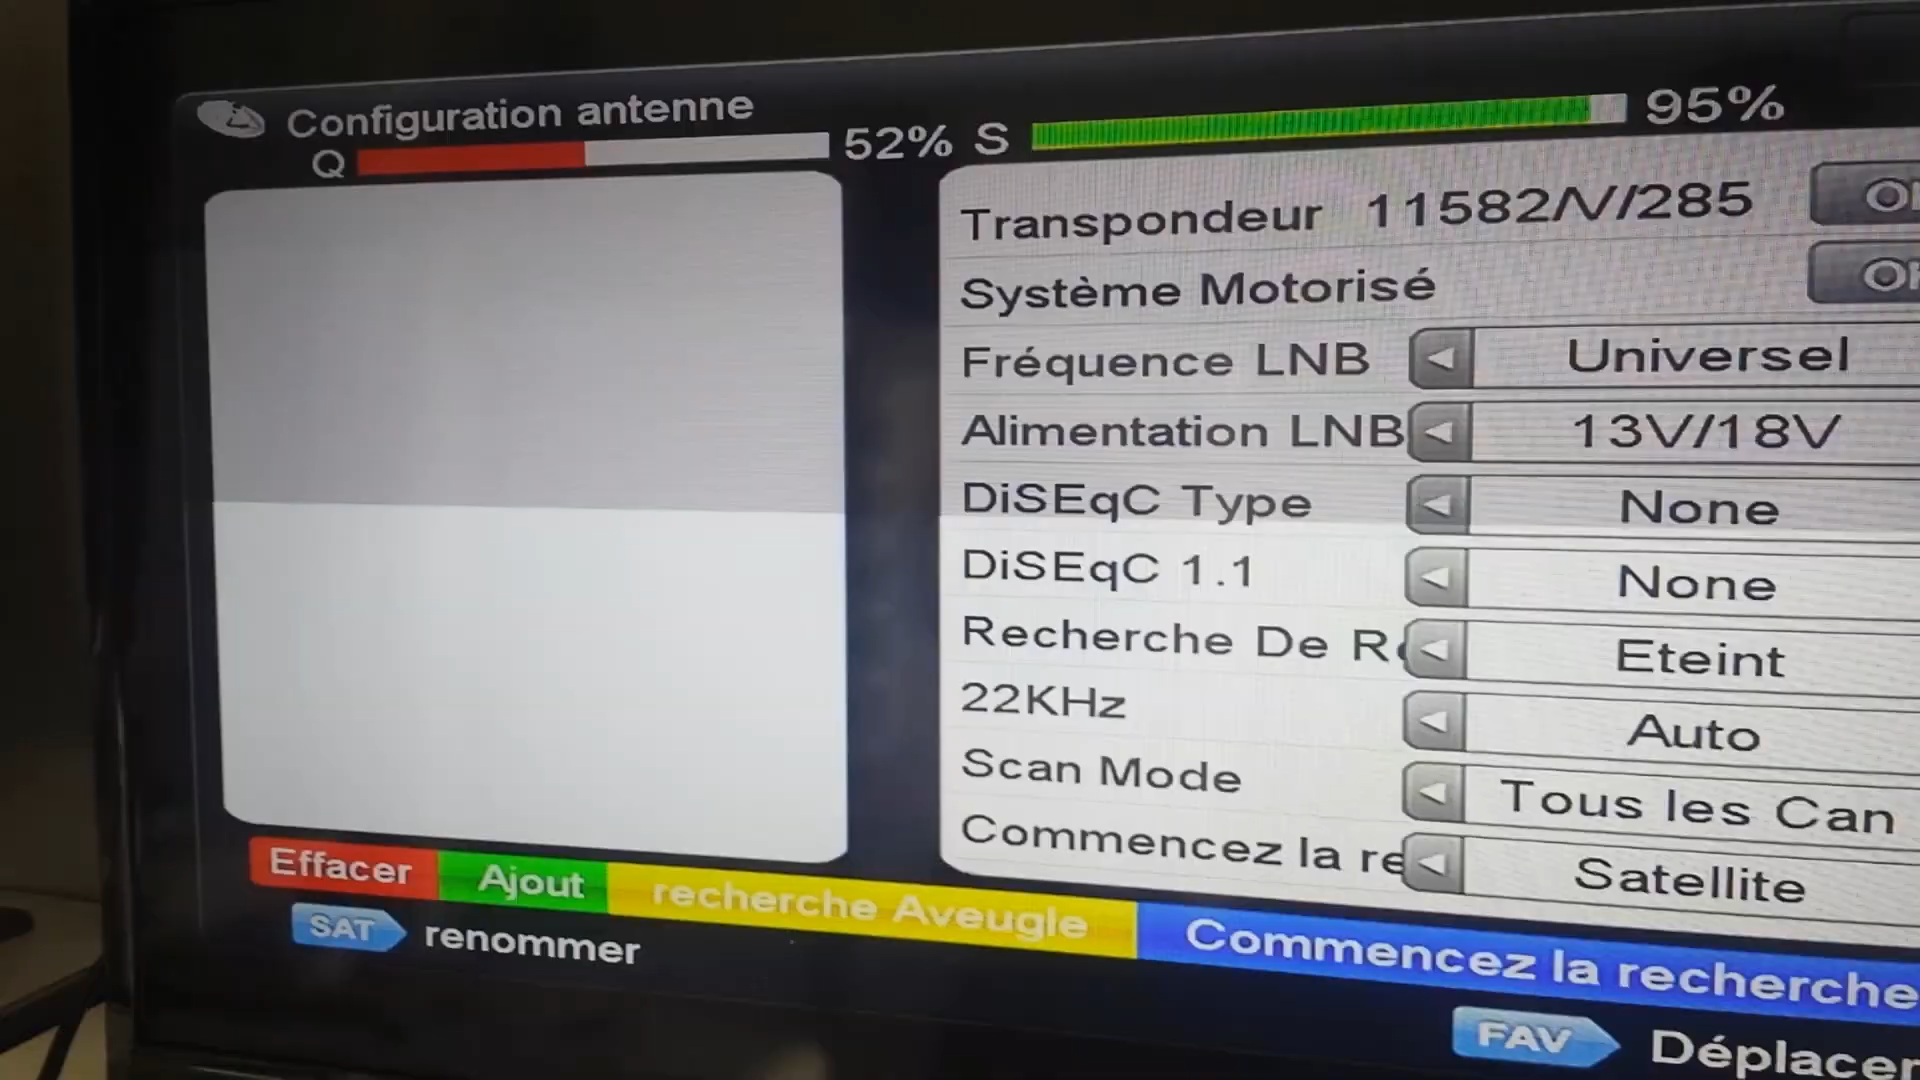 Configuration antenne
Q 52% S 95%
Transpondeur 11582/V/285
Système Motorisé
Fréquence LNB Universel
Alimentation LNB 13V/18V
DiSEqC Type None
DiSEqC 1.1 None
Recherche De R Eteint
22KHz Auto
Scan Mode Tous les Can
Commencez la re Satellite
Effacer Ajout recherche Aveugle Commencez la recherche
SAT renommer
FAV Déplacer